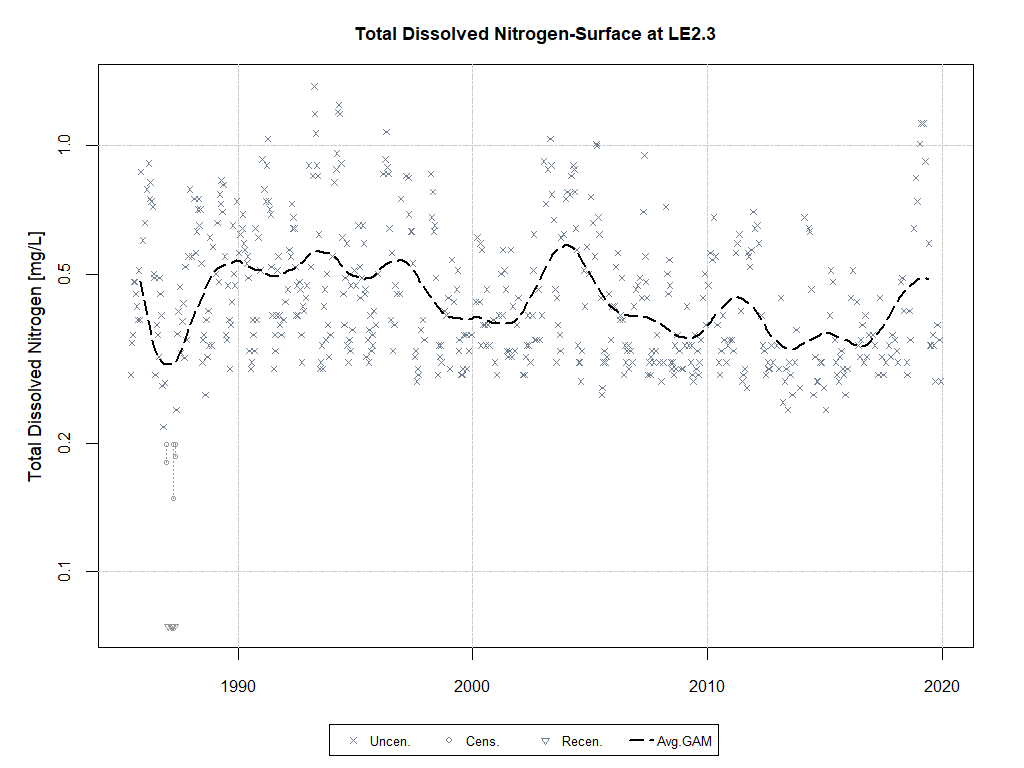 Total Dissolved Nitrogen-Surface at LE2.3
Total Dissolved Nitrogen [mg/L]
1.0
0.5
0.2
0.1
1990 2000 2010 2020
Uncen. Cens. Recen. Avg.GAM